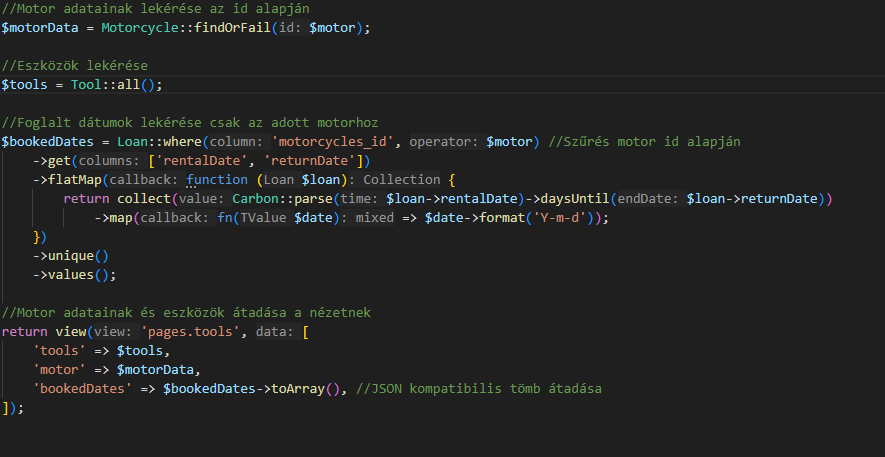 //Motor adatainak lekérése az id alapján
$motorData = Motorcycle::findOrFail(id: $motor);
//Eszközök lekérése
$tools = Tool::all();
//Foglalt dátumok lekérése csak az adott motorhoz
$bookedDates = Loan::where(column: 'motorcycles_id', operator: $motor) //Szűrés motor id alapján
->get(columns: ['rentalDate', 'returnDate'])
->flatMap(callback: function (Loan $loan): Collection {
return collect(value: Carbon::parse(time: $loan->rentalDate)->daysUntil(endDate: $loan->returnDate))
->map(callback: fn(TValue $date): mixed => $date->format('Y-m-d'));
})
->unique()
->values();
//Motor adatainak és eszközök átadása a nézetnek
return view(view: 'pages.tools', data: [
'tools' => $tools,
'motor' => $motorData,
'bookedDates' => $bookedDates->toArray(), //JSON kompatibilis tömb átadása
]);